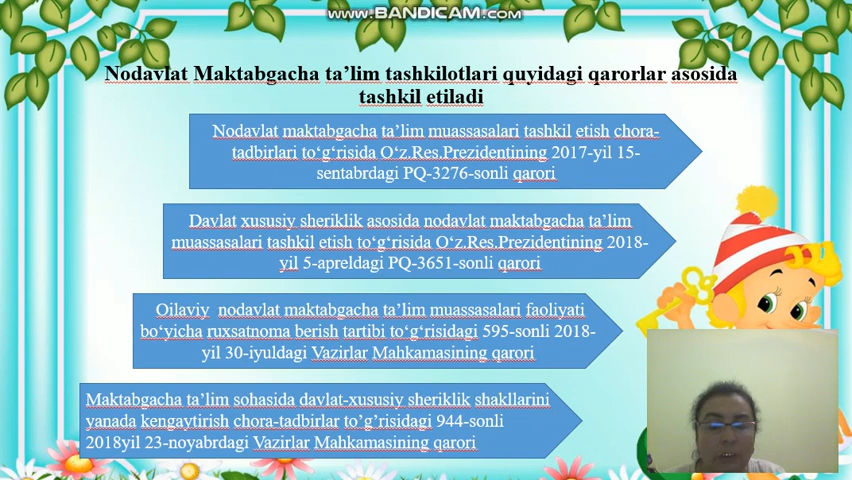 www.BANDICAM.com
Nodavlat Maktabgacha ta’lim tashkilotlari quyidagi qarorlar asosida
tashkil etiladi
Nodavlat maktabgacha ta’lim muassasalari tashkil etish chora-
tadbirlari to‘g‘risida O‘z.Res.Prezidentining 2017-yil 15-
sentabrdagi PQ-3276-sonli qarori
Davlat xususiy sheriklik asosida nodavlat maktabgacha ta’lim
muassasalari tashkil etish to‘g‘risida O‘z.Res.Prezidentining 2018-
yil 5-apreldagi PQ-3651-sonli qarori
Oilaviy nodavlat maktabgacha ta’lim muassasalari faoliyati
bo‘yicha ruxsatnoma berish tartibi to‘g‘risidagi 595-sonli 2018-
yil 30-iyuldagi Vazirlar Mahkamasining qarori
Maktabgacha ta’lim sohasida davlat-xususiy sheriklik shakllarini
yanada kengaytirish chora-tadbirlar to’g’risidagi 944-sonli
2018yil 23-noyabrdagi Vazirlar Mahkamasining qarori